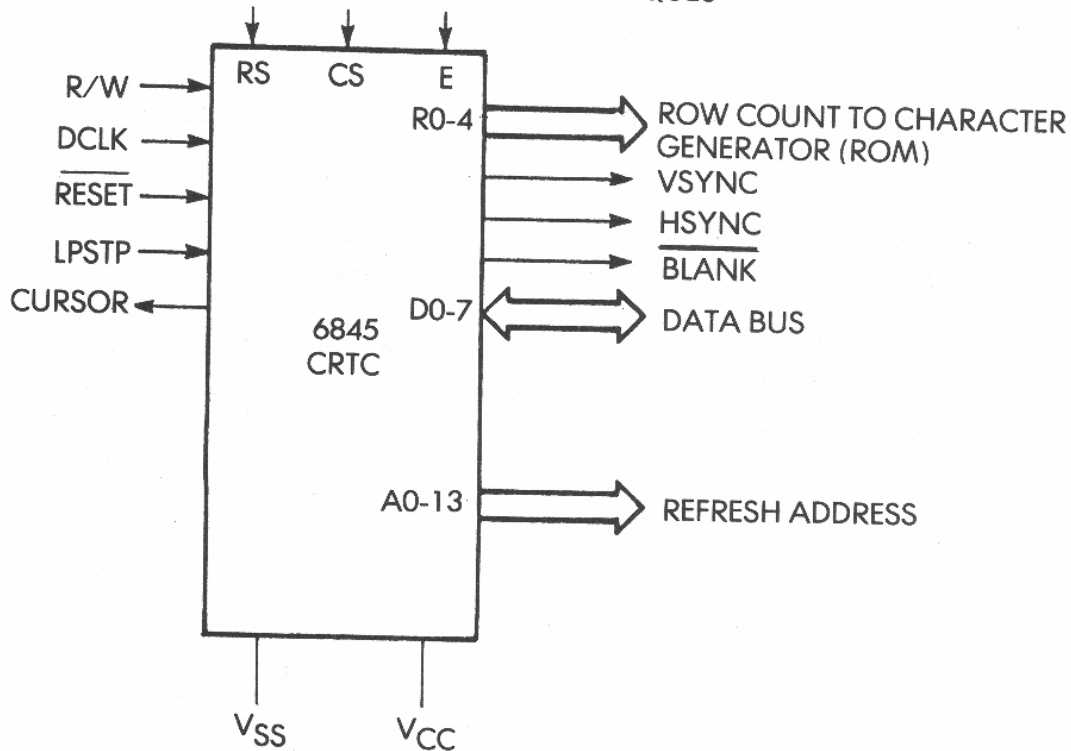 RS CS E
R/W
DCLK
RESET
LPSTP
CURSOR
6845
CRTC
R0-4
ROW COUNT TO CHARACTER
GENERATOR (ROM)
VSYNC
HSYNC
BLANK
D0-7
DATA BUS
A0-13
REFRESH ADDRESS
VSS
VCC